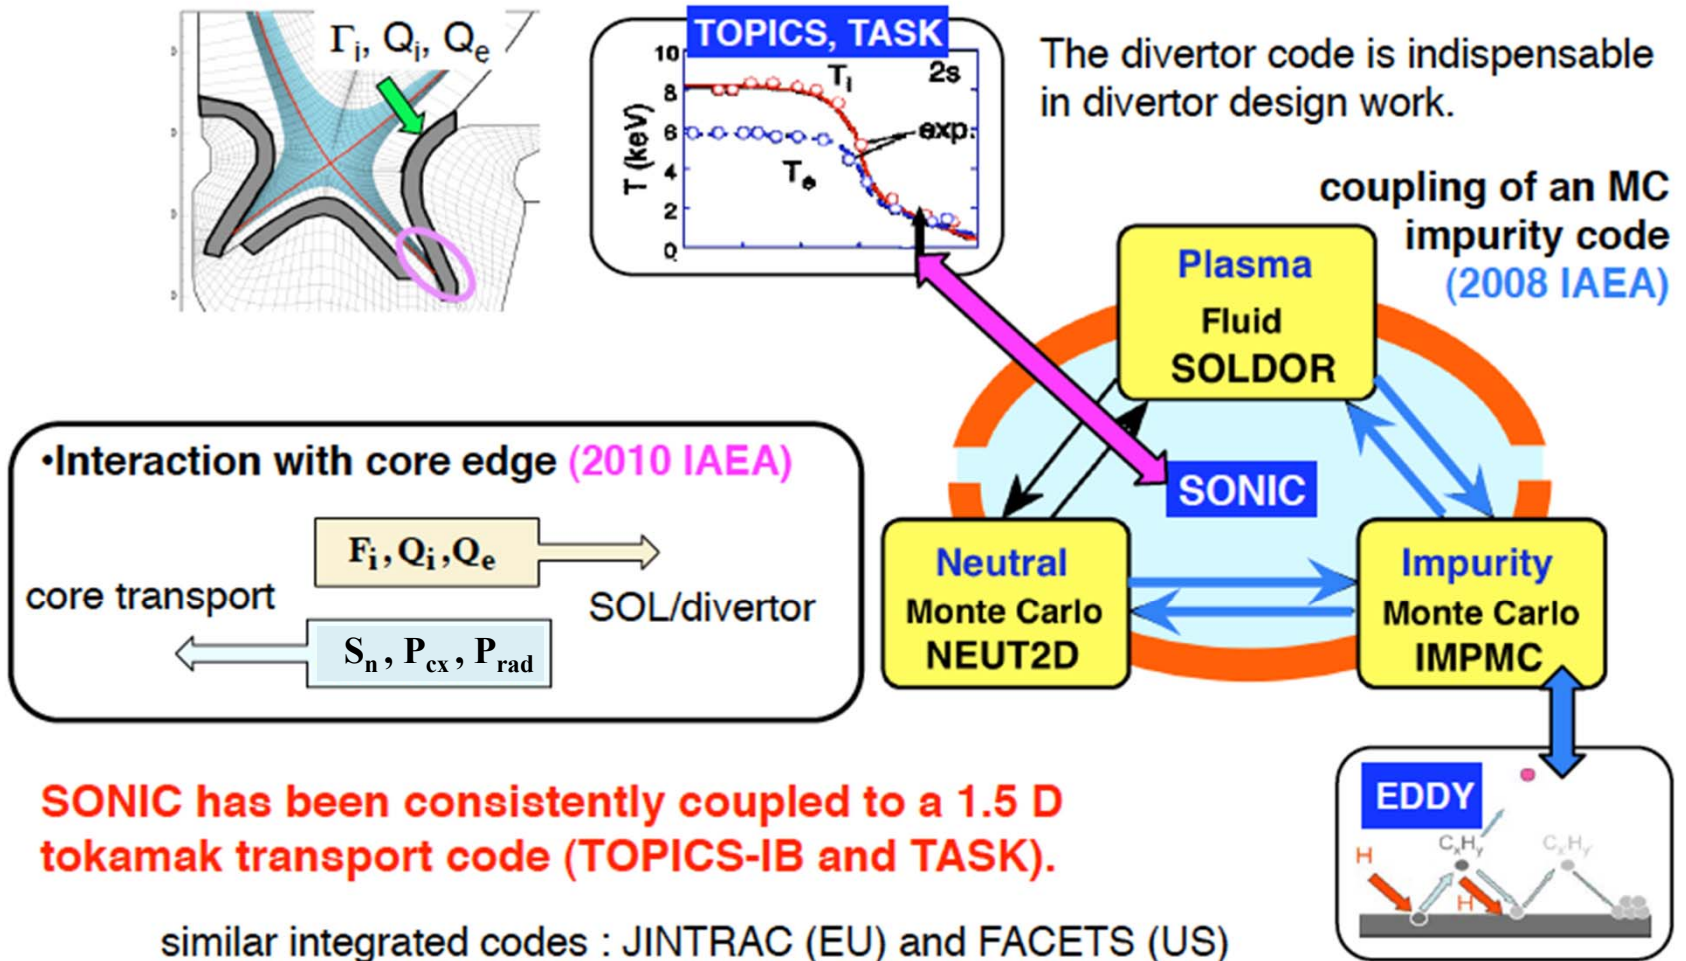 Γi, Qi, Qe
TOPICS, TASK
10
8
6
4
2
0
T (keV)
Ti
2s
exp.
Te
The divertor code is indispensable
in divertor design work.
coupling of an MC
impurity code
(2008 IAEA)
Plasma
Fluid
SOLDOR
•Interaction with core edge (2010 IAEA)
Fi,Qi,Qe
core transport
SOL/divertor
Sn, Pcx, Prad
SONIC
Neutral
Monte Carlo
NEUT2D
Impurity
Monte Carlo
IMPMC
SONIC has been consistently coupled to a 1.5 D
tokamak transport code (TOPICS-IB and TASK).
EDDY
CxHy
CxHy
H
H
similar integrated codes : JINTRAC (EU) and FACETS (US)